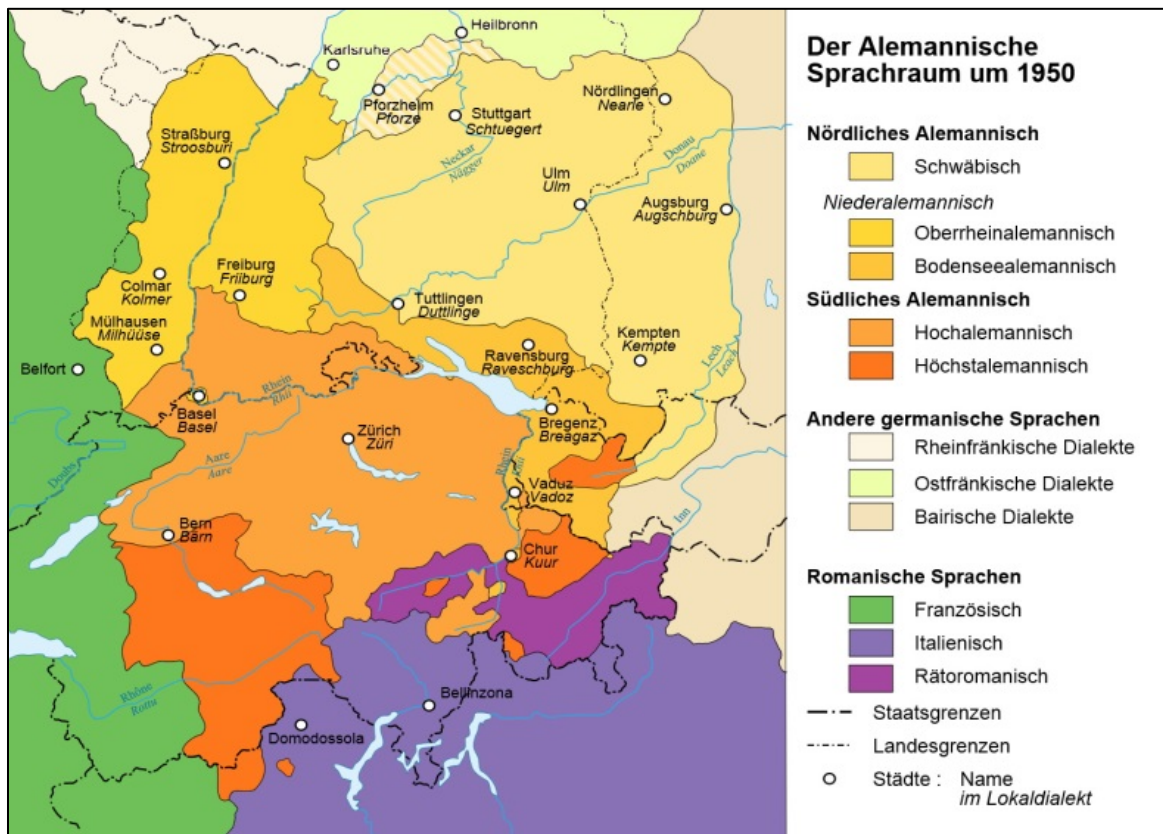 Der Alemannische
Sprachraum um 1950
Nördliches Alemannisch
Schwäbisch
Niederalemannisch
Oberrheinalemannisch
Bodenseealemannisch
Südliches Alemannisch
Hochalemannisch
Höchstalemannisch
Andere germanische Sprachen
Rheinfränkische Dialekte
Ostfränkische Dialekte
Bairische Dialekte
Romanische Sprachen
Französisch
Italienisch
Rätoromanisch
Staatsgrenzen
Landesgrenzen
Städte : Name
im Lokaldialekt
Heilbronn
Karlsruhe
Pforzheim
Pforze
Stuttgart
Schtuegert
Nördlingen
Nearle
Straßburg
Stroosburi
Neckar
Nägger
Donau
Doane
Ulm
Ulm
Augsburg
Augschburg
Colmar
Kolmer
Freiburg
Friiburg
Tuttlingen
Duttlinge
Mülhausen
Milhüüse
Belfort
Ravensburg
Raveschburg
Kempten
Kempte
Lech
Rhein
Rhii
Basel
Basel
Zürich
Züri
Bregenz
Breagaz
Aare
Aare
Doubs
Rhein
Rhii
Vaduz
Vadoz
Bern
Bärn
Chur
Kuur
Inn
Rhône
Rottu
Bellinzona
Domodossola